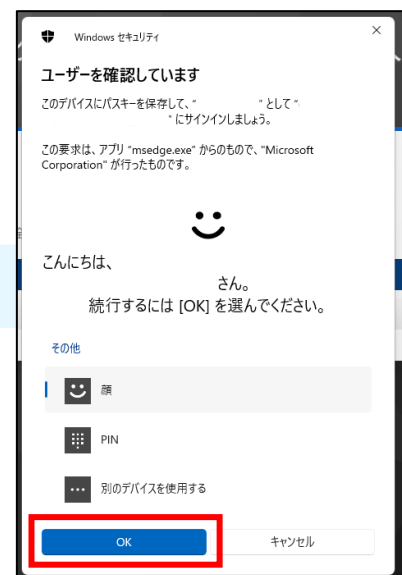 Windows セキュリティ
ユーザーを確認しています
このデバイスにパスキーを保存して、“ ” として “
” にサインインしましょう。
この要求は、アプリ “msedge.exe” からのもので、"Microsoft
Corporation" が行ったものです。
こんにちは、
さん。
続行するには [OK] を選んでください。
その他
顔
PIN
別のデバイスを使用する
OK キャンセル